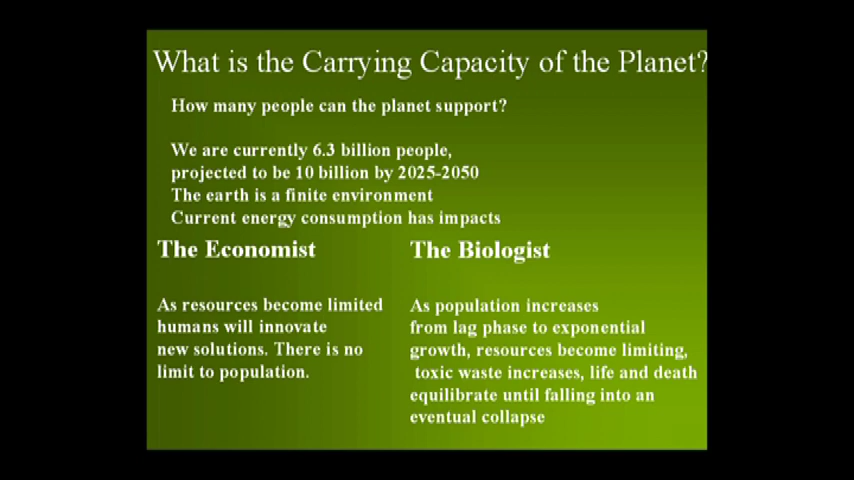 What is the Carrying Capacity of the Planet?
How many people can the planet support?
We are currently 6.3 billion people,
projected to be 10 billion by 2025-2050
The earth is a finite environment
Current energy consumption has impacts
The Economist
As resources become limited
humans will innovate
new solutions. There is no
limit to population.
The Biologist
As population increases
from lag phase to exponential
growth, resources become limiting,
toxic waste increases, life and death
equilibrate until falling into an
eventual collapse